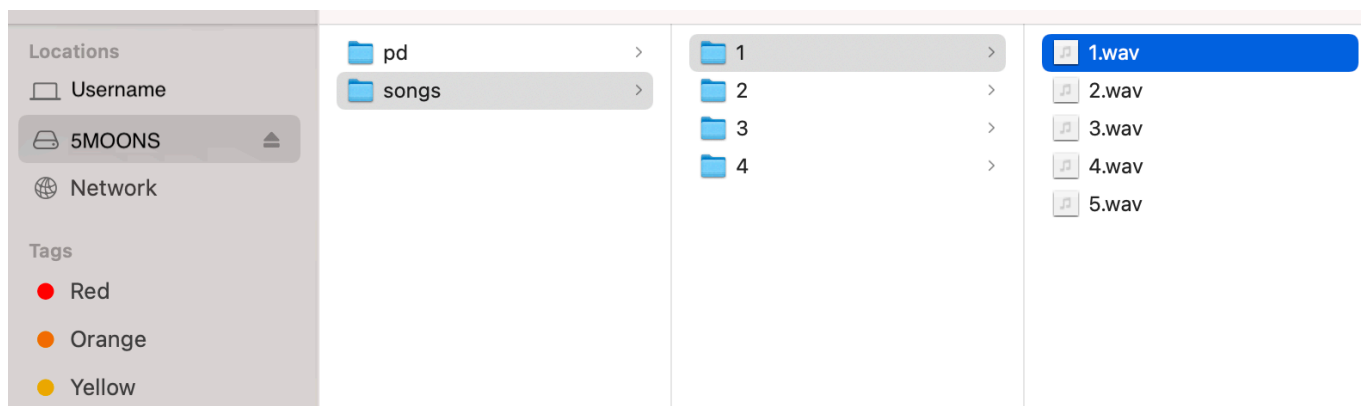 Locations
Username
5MOONS
Network
Tags
Red
Orange
Yellow
pd
songs
1
2
3
4
1.wav
2.wav
3.wav
4.wav
5.wav